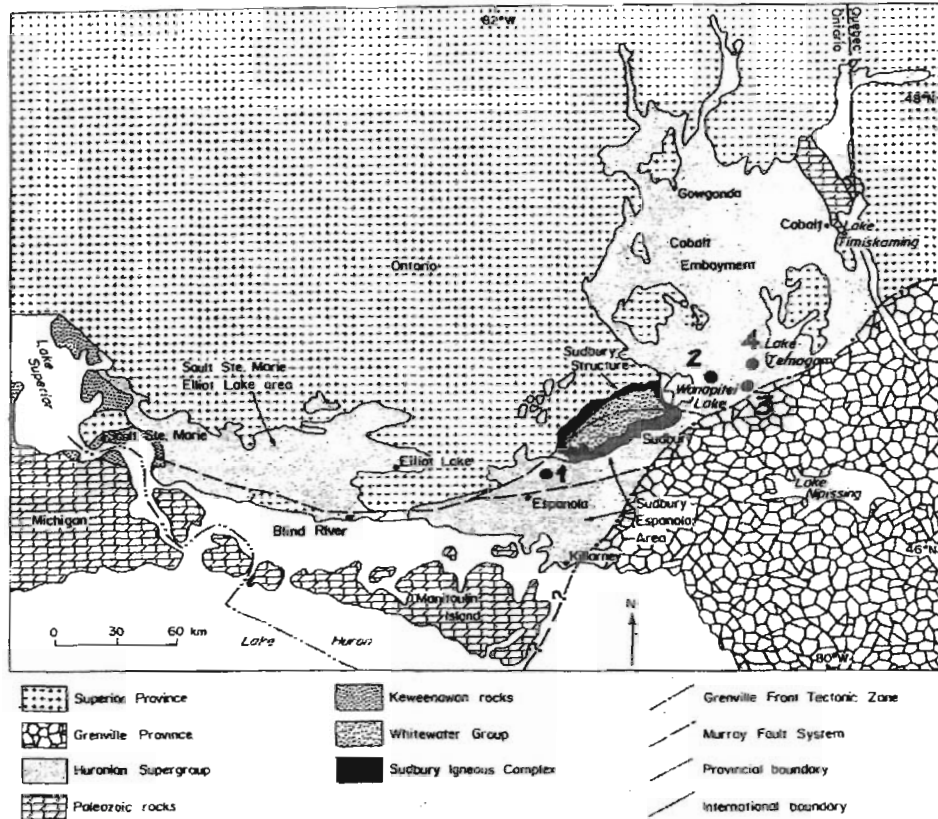 82°W
Quebec
Ontario
48°N
Gowganda
Cobalt
Lake
Timiskaming
Cobalt
Embayment
Ontario
4
Lake
Temagami
2
Sudbury
Structure
Wanapitei
Lake
3
Lake
Superior
Sault Ste. Marie
Elliot Lake area
Sault Ste. Marie
Elliot Lake
Sudbury
1
Espanola
Lake
Nipissing
Michigan
Blind River
Sudbury
Espanola
Area
Killarney
46°N
Manitoulin
Island
N
0 30 60 km
Lake Huron
80°W
Superior Province
Grenville Province
Huronian Supergroup
Paleozoic rocks
Keweenawan rocks
Whitewater Group
Sudbury Igneous Complex
Grenville Front Tectonic Zone
Murray Fault System
Provincial boundary
International boundary